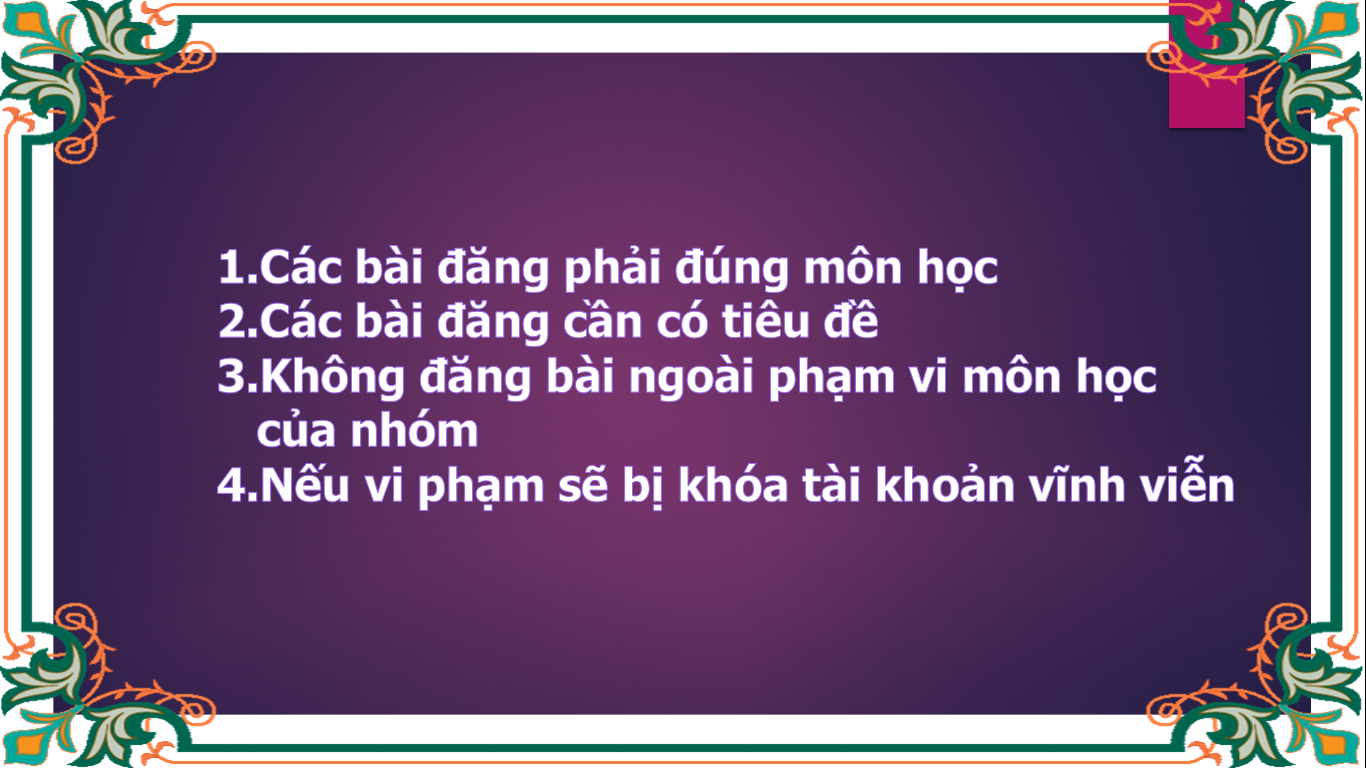 1.Các bài đăng phải đúng môn học
2.Các bài đăng cần có tiêu đề
3.Không đăng bài ngoài phạm vi môn học
của nhóm
4.Nếu vi phạm sẽ bị khóa tài khoản vĩnh viễn